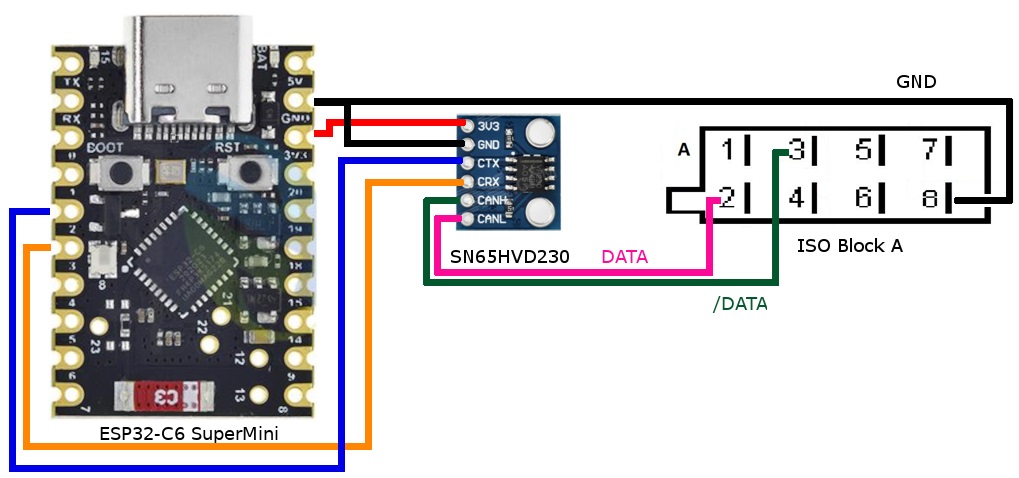 15
BAT
TX
5V
RX
GND
BOOT
RST
0
3V3
1
20
2
19
3
18
8
4
15
21
5
14
22
23
12
6
9
13
7
8
C3
ESP32-C6 SuperMini
3V3
GND
CTX
CRX
CANH
CANL
SN65HVD230
DATA
/DATA
GND
A
1 3 5 7
2 4 6 8
ISO Block A